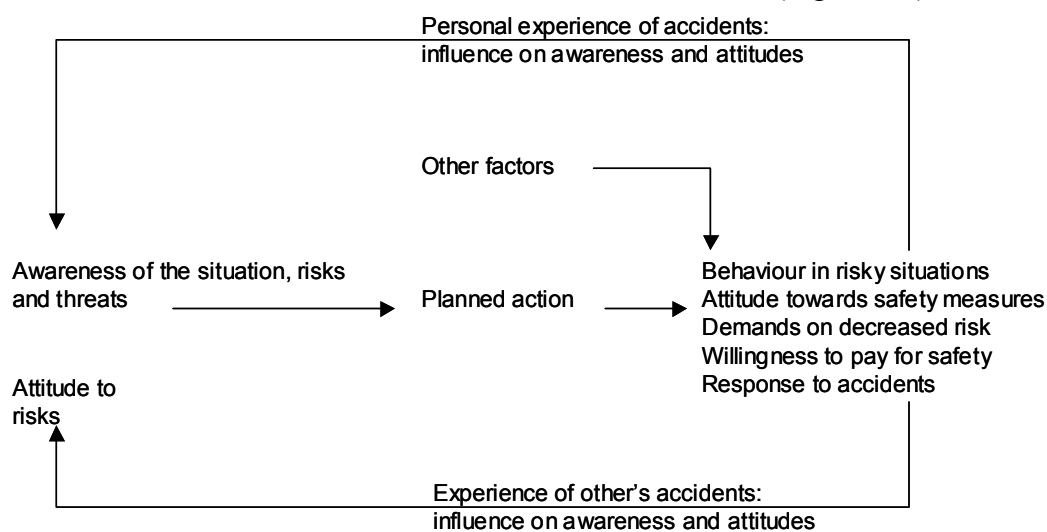 Personal experience of accidents:
influence on awareness and attitudes
Other factors
Awareness of the situation, risks
and threats
Planned action
Behaviour in risky situations
Attitude towards safety measures
Demands on decreased risk
Willingness to pay for safety
Response to accidents
Attitude to
risks
Experience of other's accidents:
influence on awareness and attitudes